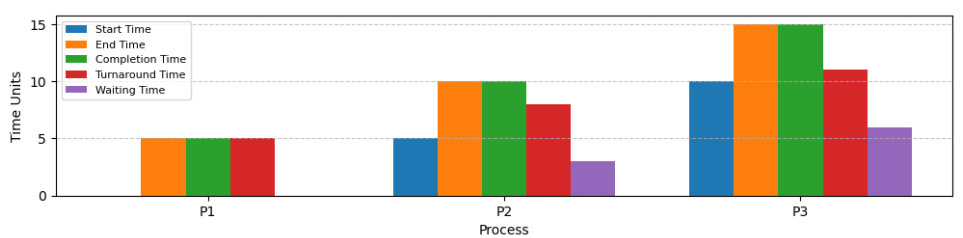 15
10
5
0
Time Units
Start Time
End Time
Completion Time
Turnaround Time
Waiting Time
P1 P2 P3
Process